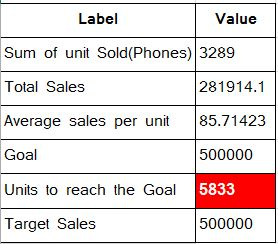 Label Value
Sum of unit Sold(Phones) 3289
Total Sales 281914.1
Average sales per unit 85.71423
Goal 500000
Units to reach the Goal 5833
Target Sales 500000